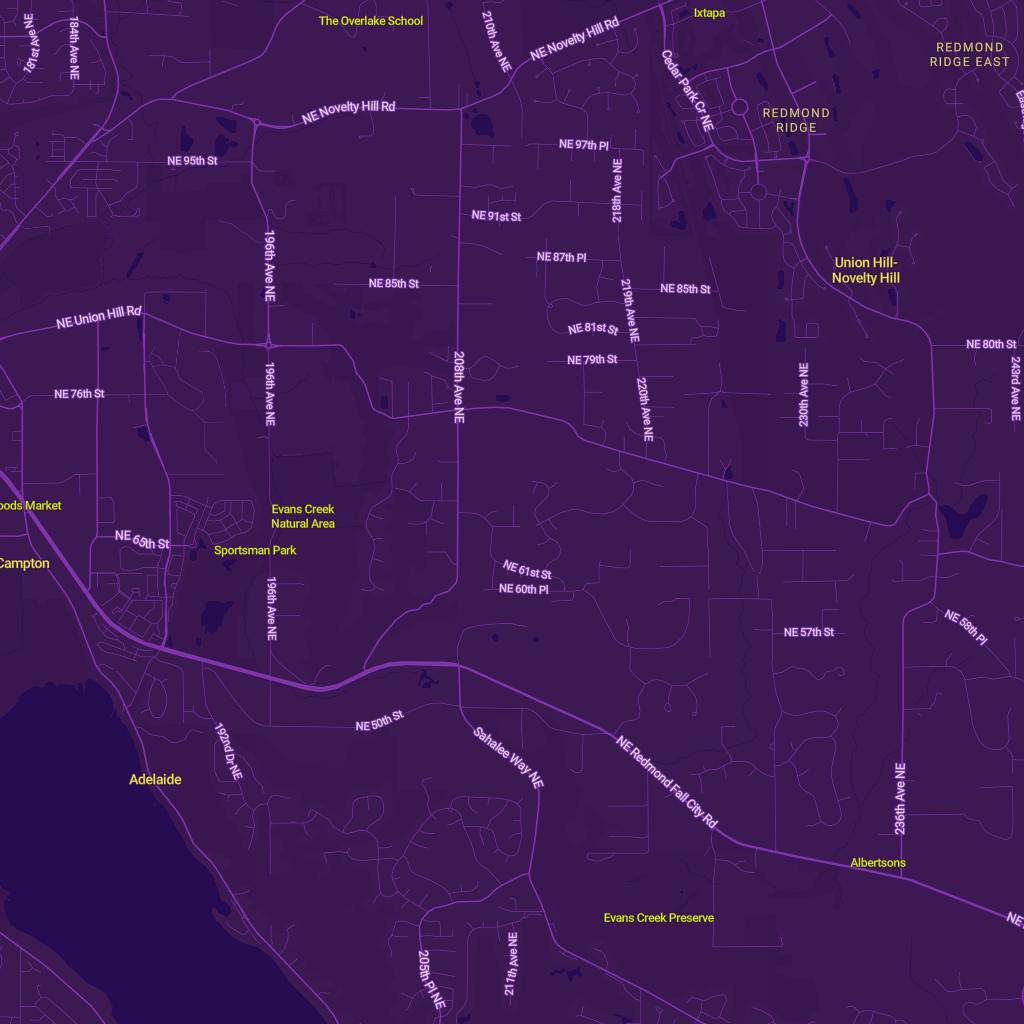 The Overlake School
Ixtapa
181st Ave NE
184th Ave NE
210th Ave NE
NE Novelty Hill Rd
REDMOND
RIDGE EAST
Cedar Park Cr NE
NE Novelty Hill Rd
REDMOND
RIDGE
NE 97th Pl
NE 95th St
218th Ave NE
NE 91st St
196th Ave NE
NE 87th Pl
Union Hill-
Novelty Hill
NE 85th St
NE 85th St
219th Ave NE
NE Union Hill Rd
NE 81st St
NE 80th St
NE 79th St
196th Ave NE
208th Ave NE
220th Ave NE
230th Ave NE
243rd Ave NE
NE 76th St
oods Market
Evans Creek
Natural Area
NE 65th St
Sportsman Park
Campton
NE 61st St
NE 60th Pl
196th Ave NE
NE 57th St
NE 58th Pl
NE 50th St
192nd Dr NE
Sahalee Way NE
NE Redmond Fall City Rd
Adelaide
236th Ave NE
Albertsons
Evans Creek Preserve
NE
205th Pl NE
211th Ave NE